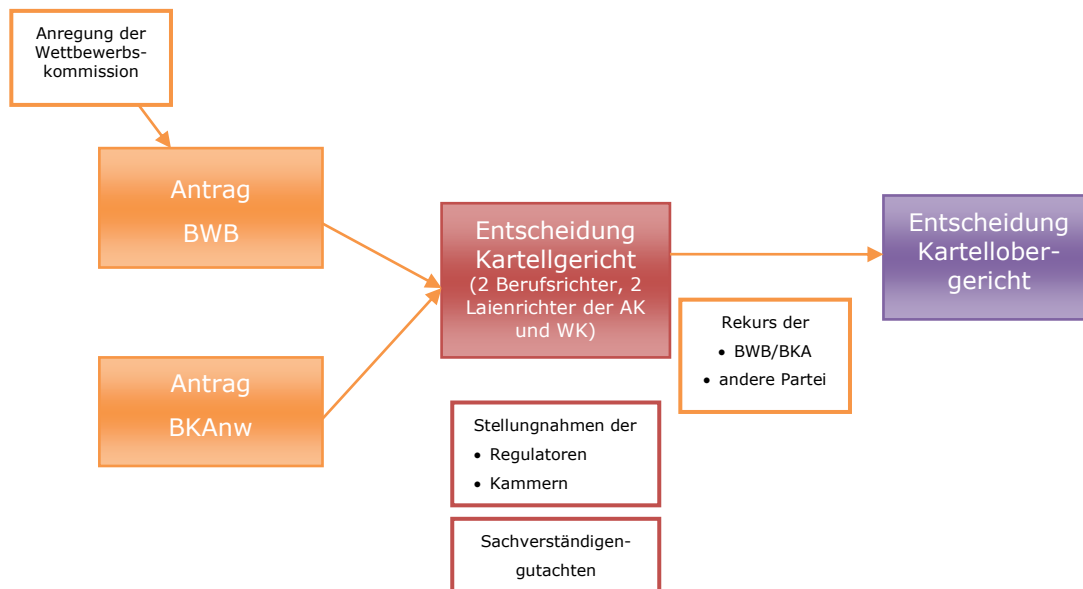 Anregung der
Wettbewerbs-
kommission
Antrag
BWB
Antrag
BKAnw
Entscheidung
Kartellgericht
(2 Berufsrichter, 2
Laienrichter der AK
und WK)
Stellungnahmen der
• Regulatoren
• Kammern
Sachverständigen-
gutachten
Rekurs der
• BWB/BKA
• andere Partei
Entscheidung
Kartellober-
gericht